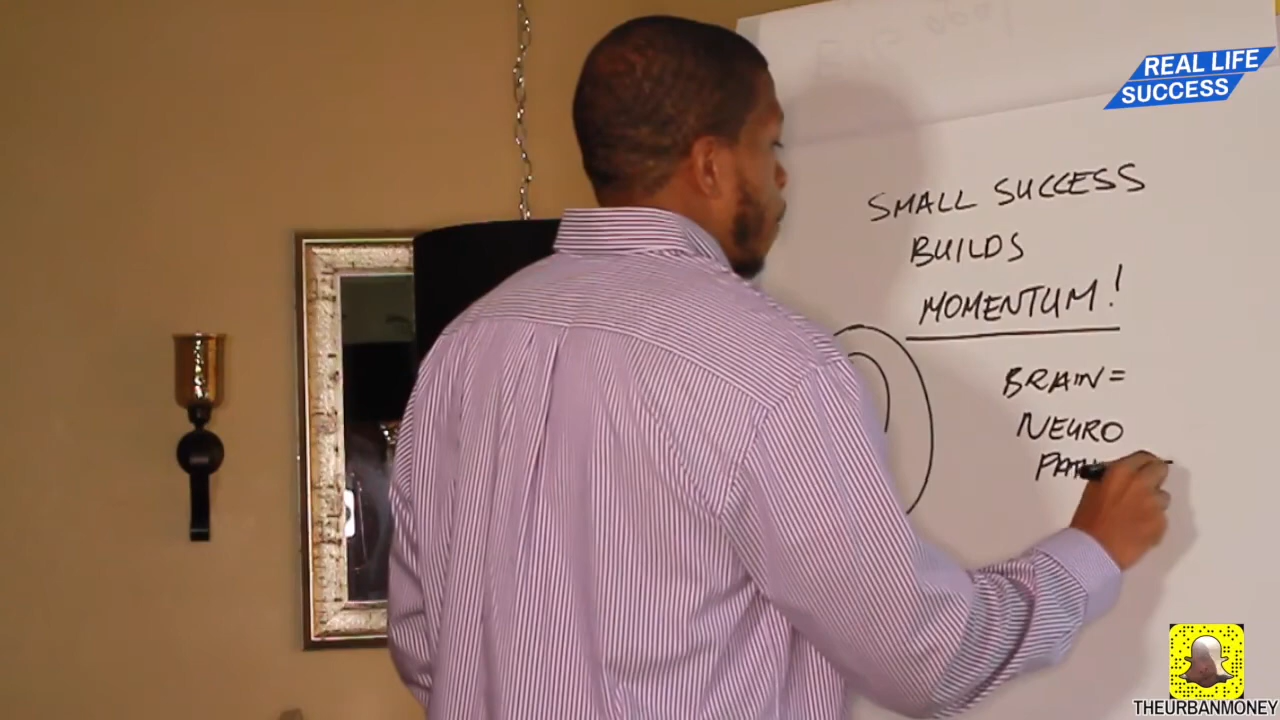 REAL LIFE
SUCCESS
SMALL SUCCESS
BUILDS
MOMENTUM!
BRAIN =
NEURO
THEURBANMONEY